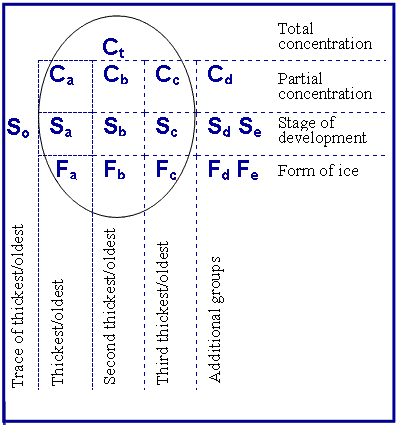 Total
concentration
Ct
Ca Cb Cc Cd
Partial
concentration
So Sa Sb Sc Sd Se
Stage of
development
Fa Fb Fc Fd Fe
Form of ice
Trace of thickest/oldest
Thickest/oldest
Second thickest/oldest
Third thickest/oldest
Additional groups